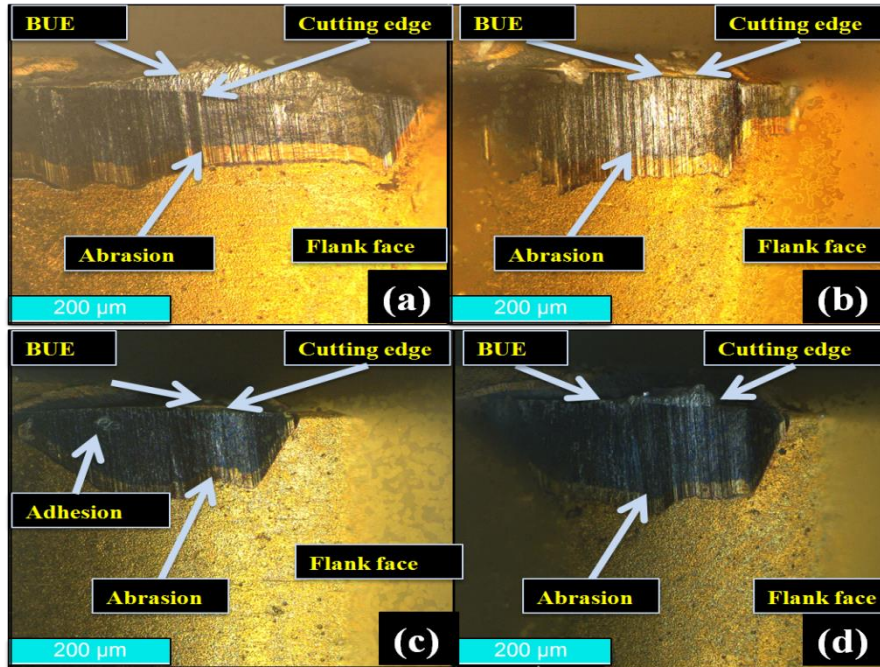 BUE
Cutting edge
Abrasion
Flank face
200 µm
(a)
BUE
Cutting edge
Abrasion
Flank face
200 µm
(b)
BUE
Cutting edge
Adhesion
Abrasion
Flank face
200 µm
(c)
BUE
Cutting edge
Abrasion
Flank face
200 µm
(d)